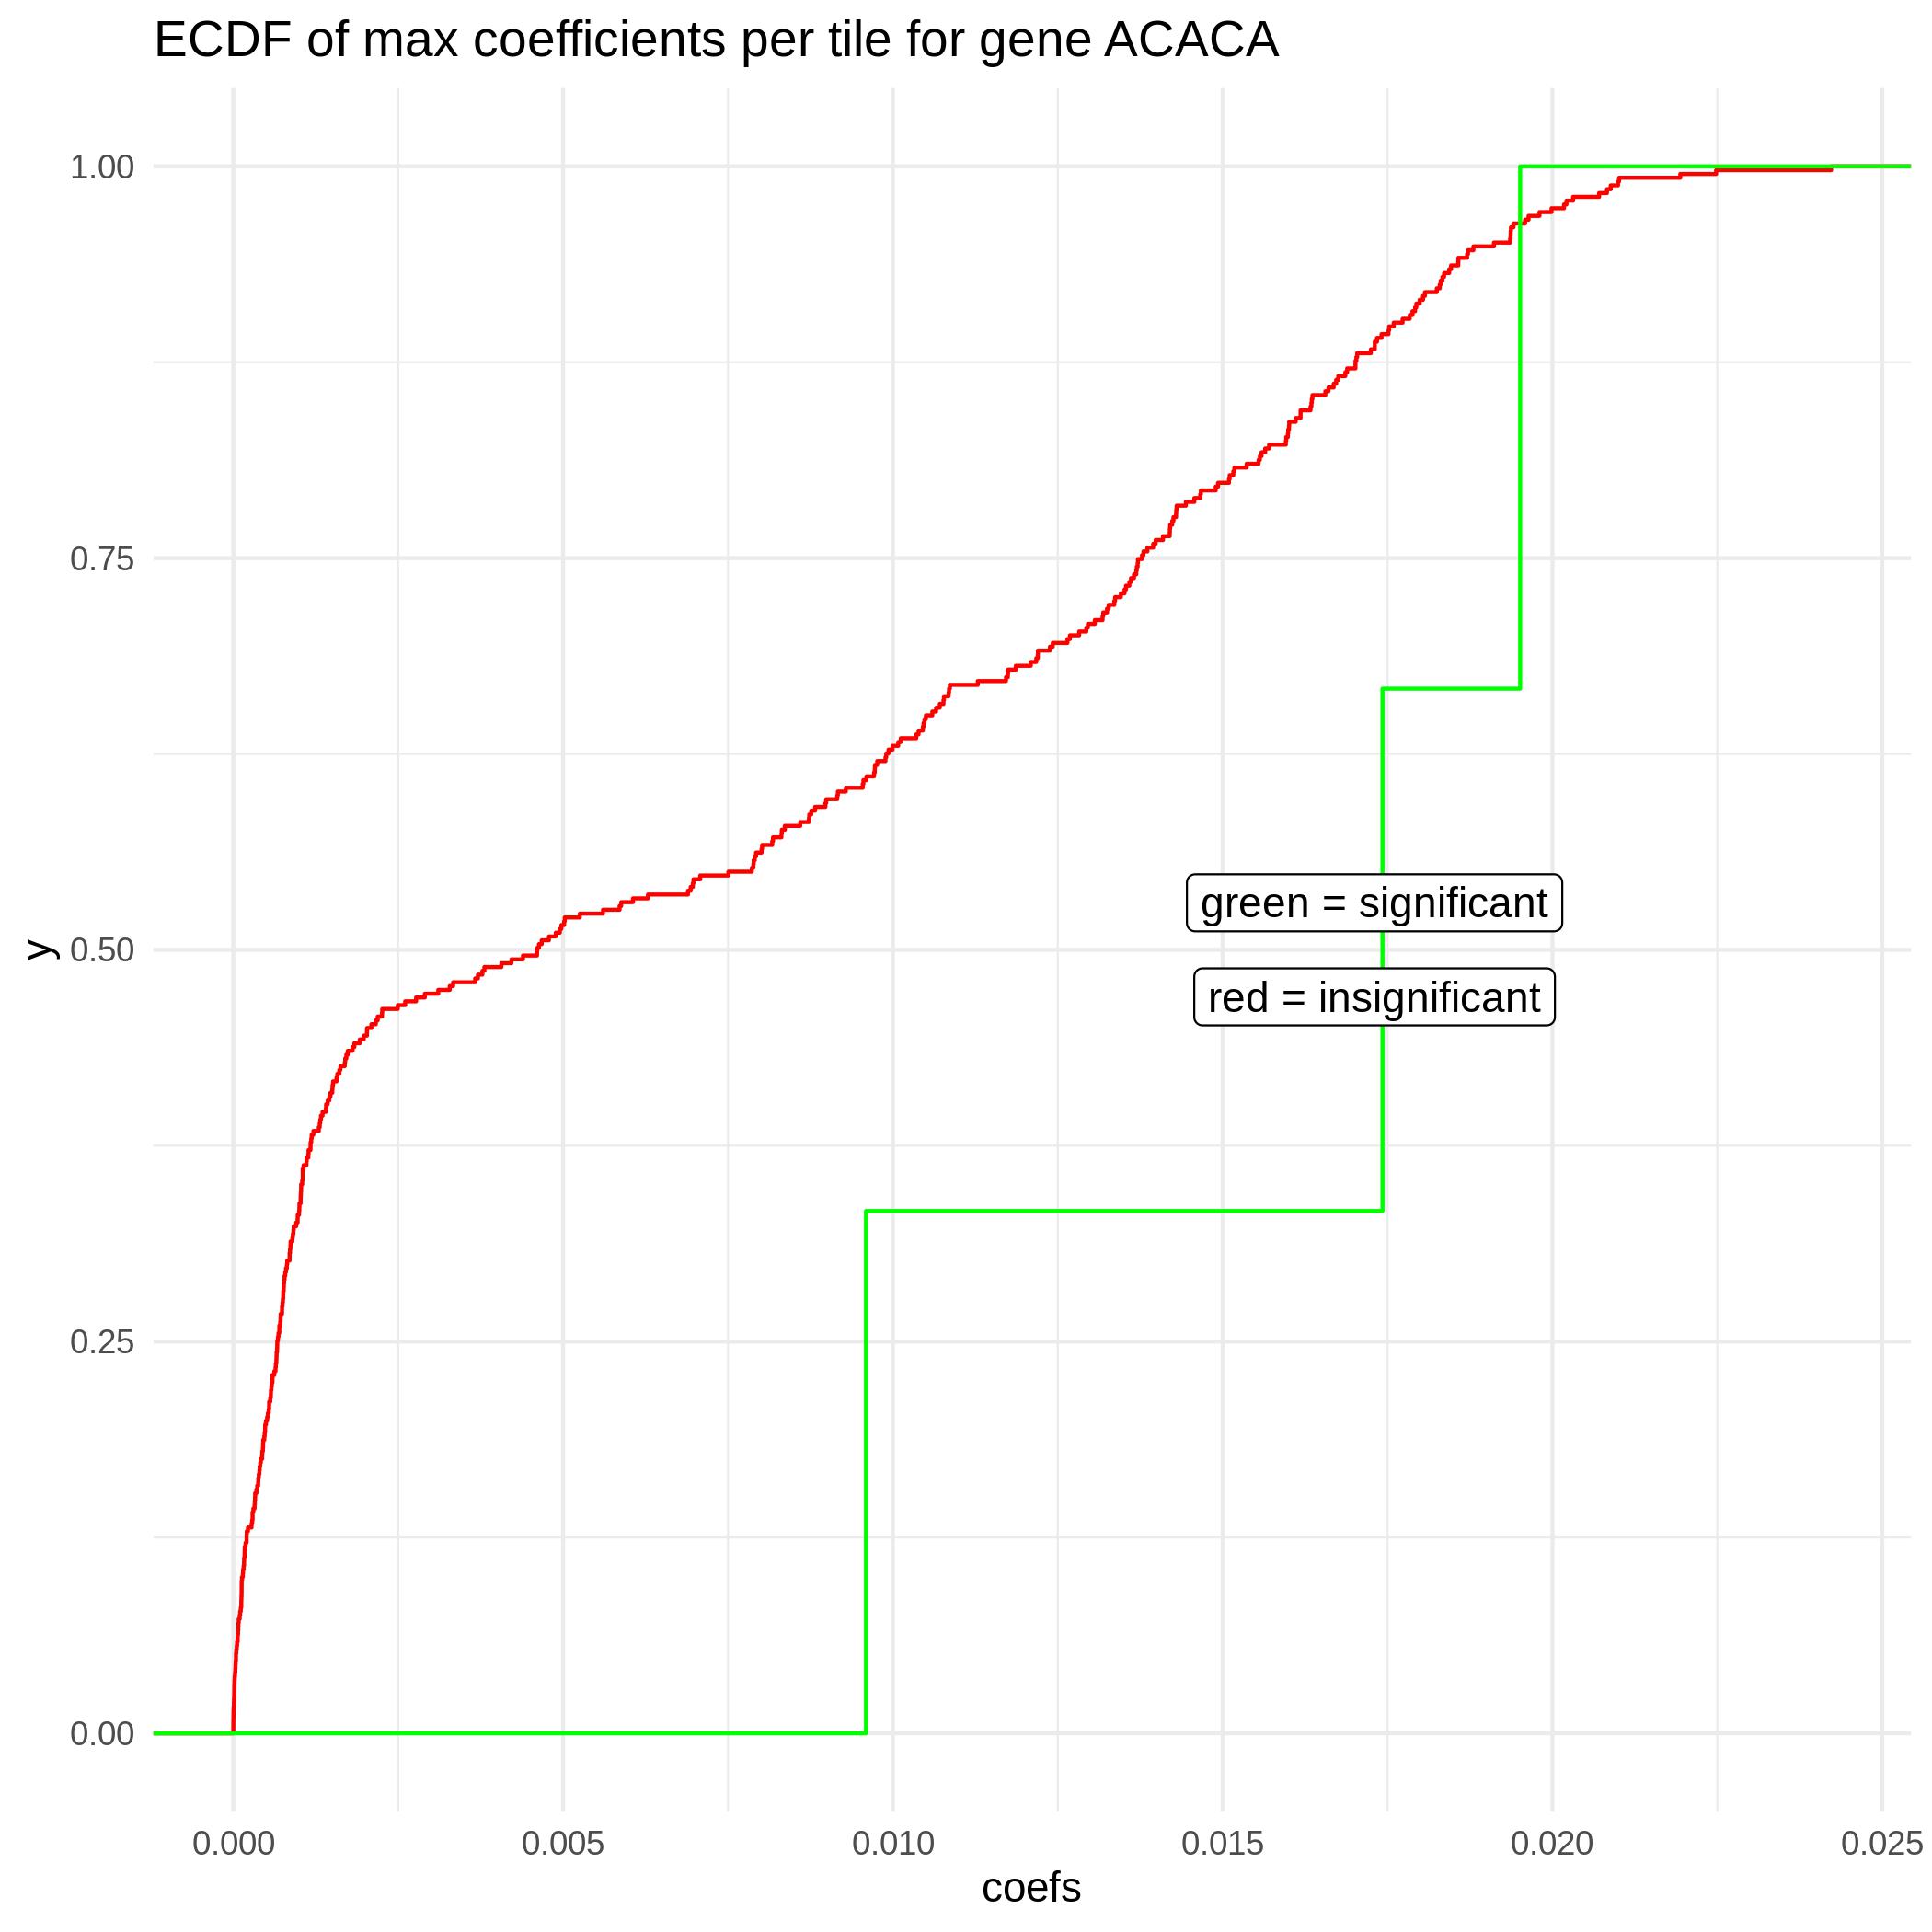 ECDF of max coefficients per tile for gene ACACA
1.00
0.75
0.50
0.25
0.00
y
green = significant
red = insignificant
0.000 0.005 0.010 0.015 0.020 0.025
coefs